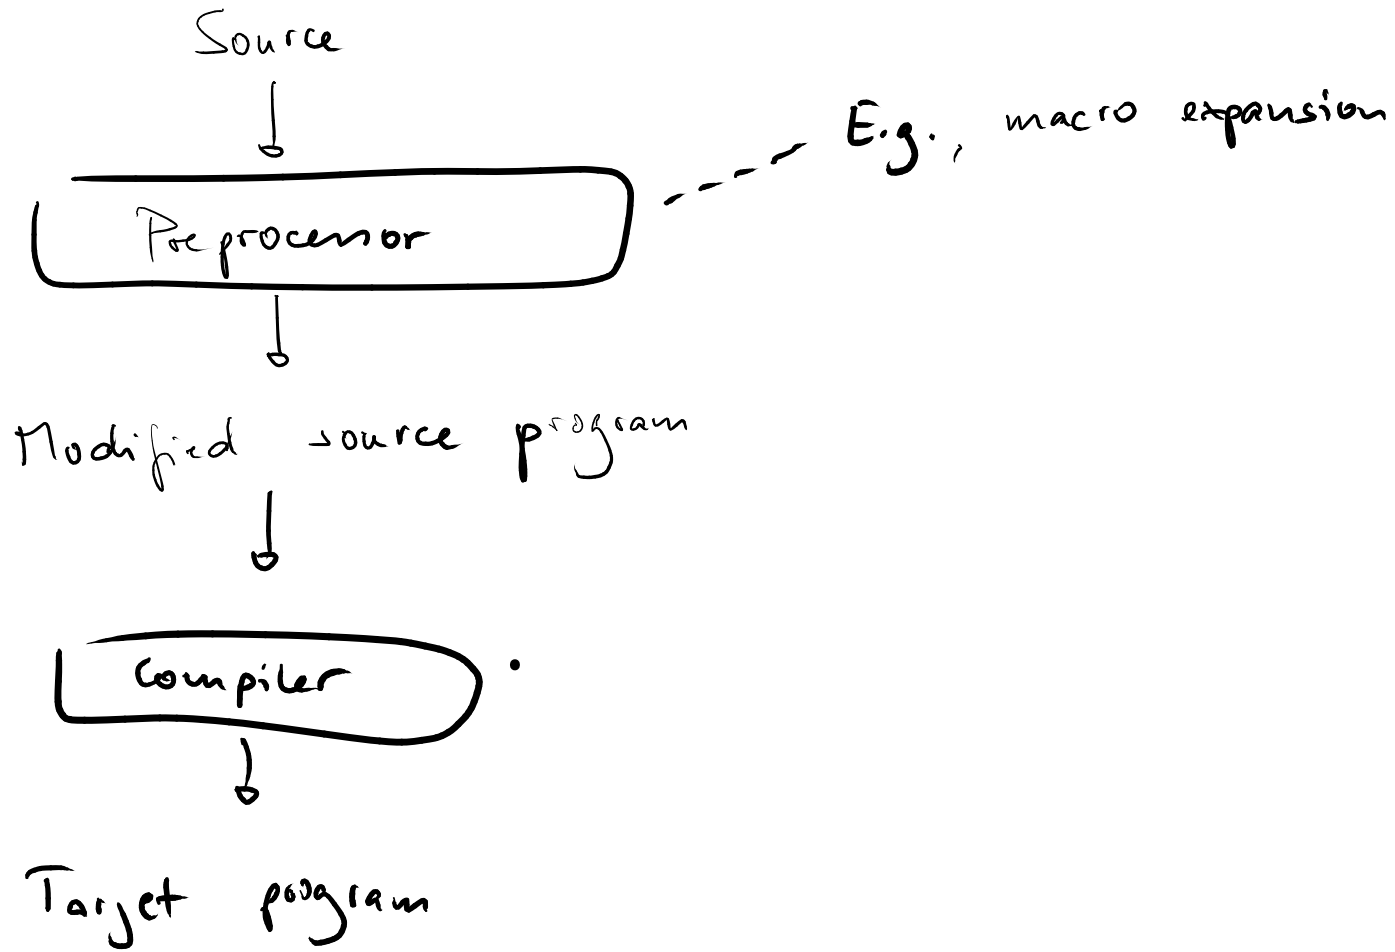 Source
E.g., macro expansion
Preprocessor
Modified source program
Compiler
Target program